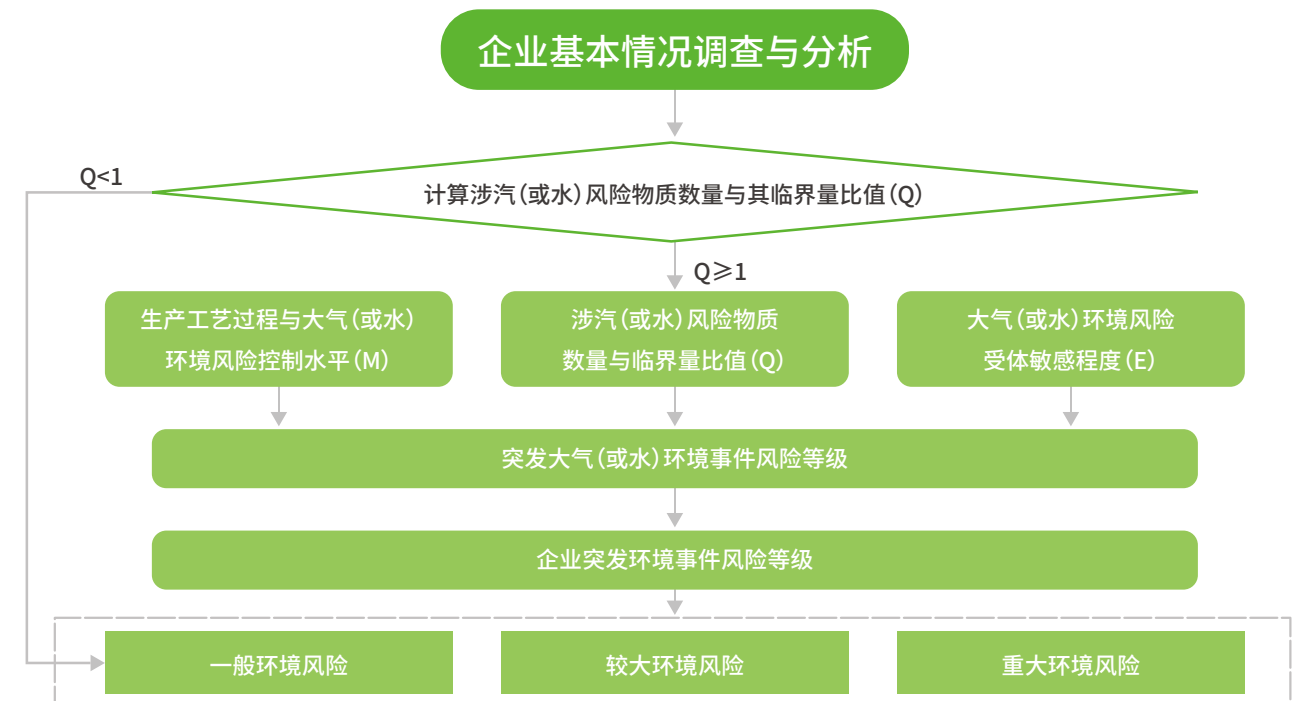 企业基本情况调查与分析
Q<1
计算涉汽(或水)风险物质数量与其临界量比值(Q)
Q≥1
生产工艺过程与大气(或水)
环境风险控制水平(M)
涉汽(或水)风险物质
数量与临界量比值(Q)
大气(或水)环境风险
受体敏感程度(E)
突发大气(或水)环境事件风险等级
企业突发环境事件风险等级
一般环境风险
较大环境风险
重大环境风险